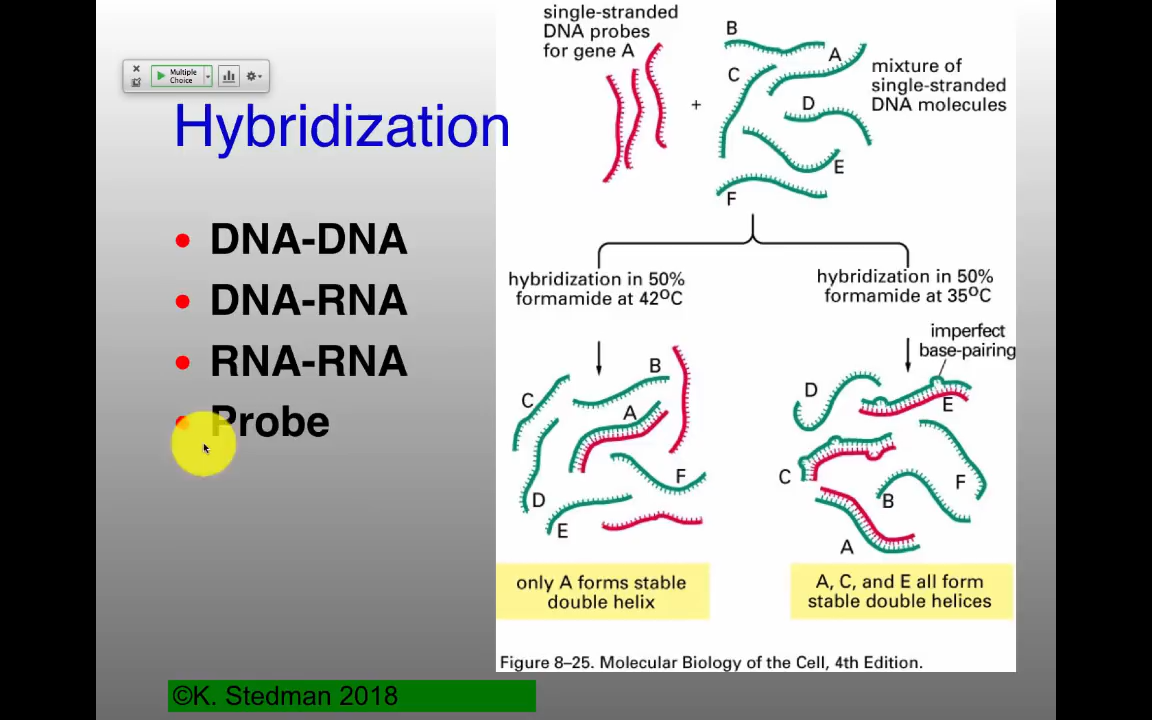 Multiple
Choice
Hybridization
DNA-DNA
DNA-RNA
RNA-RNA
Probe
single-stranded
DNA probes
for gene A
+
B
A
C
D
E
F
mixture of
single-stranded
DNA molecules
hybridization in 50%
formamide at 42°C
hybridization in 50%
formamide at 35°C
imperfect
base-pairing
C
B
A
D
E
F
D
E
C
B
F
A
only A forms stable
double helix
A, C, and E all form
stable double helices
Figure 8–25. Molecular Biology of the Cell, 4th Edition.
©K. Stedman 2018